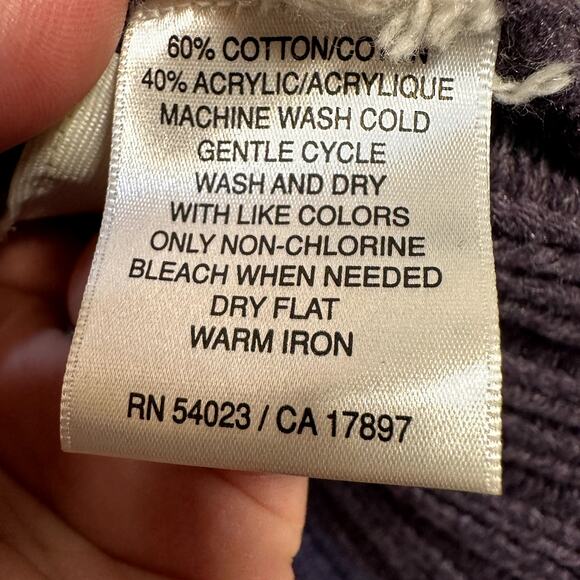 60% COTTON/COTON
40% ACRYLIC/ACRYLIQUE
MACHINE WASH COLD
GENTLE CYCLE
WASH AND DRY
WITH LIKE COLORS
ONLY NON-CHLORINE
BLEACH WHEN NEEDED
DRY FLAT
WARM IRON
RN 54023 / CA 17897